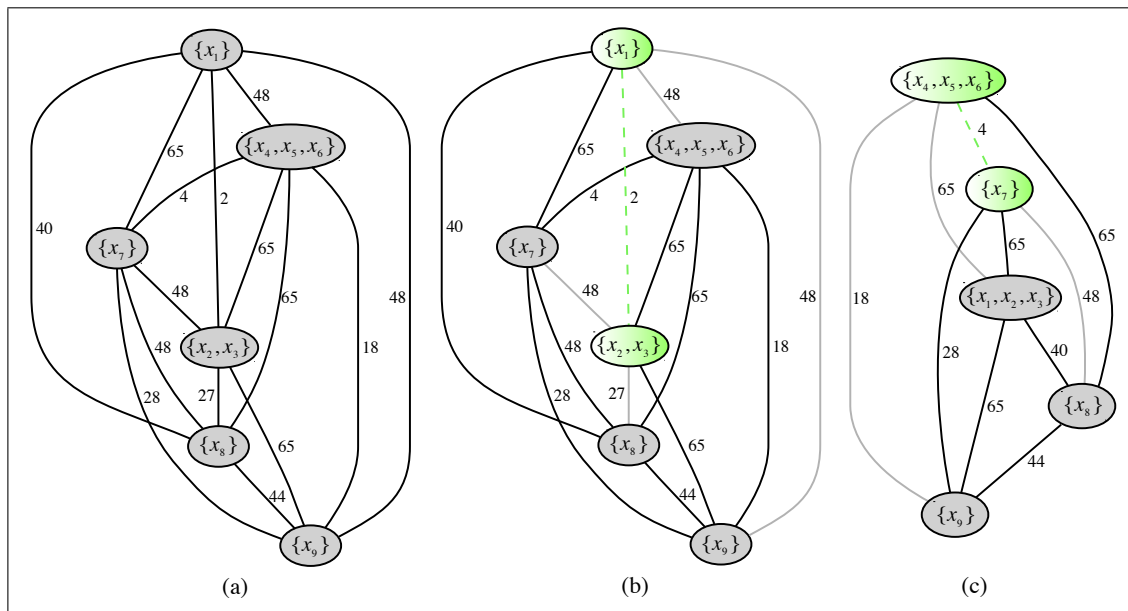 {x₁}
48
{x₄, x₅, x₆}
65
4
2
40
{x₇}
65
48
65
48
{x₂, x₃}
48
18
28
27
{x₈}
65
44
{x₉}
(a)
{x₁}
48
{x₄, x₅, x₆}
65
4
2
40
{x₇}
65
48
65
48
{x₂, x₃}
48
18
28
27
{x₈}
65
44
{x₉}
(b)
{x₄, x₅, x₆}
4
65
{x₇}
65
65
{x₁, x₂, x₃}
18
48
28
40
{x₈}
65
44
{x₉}
(c)